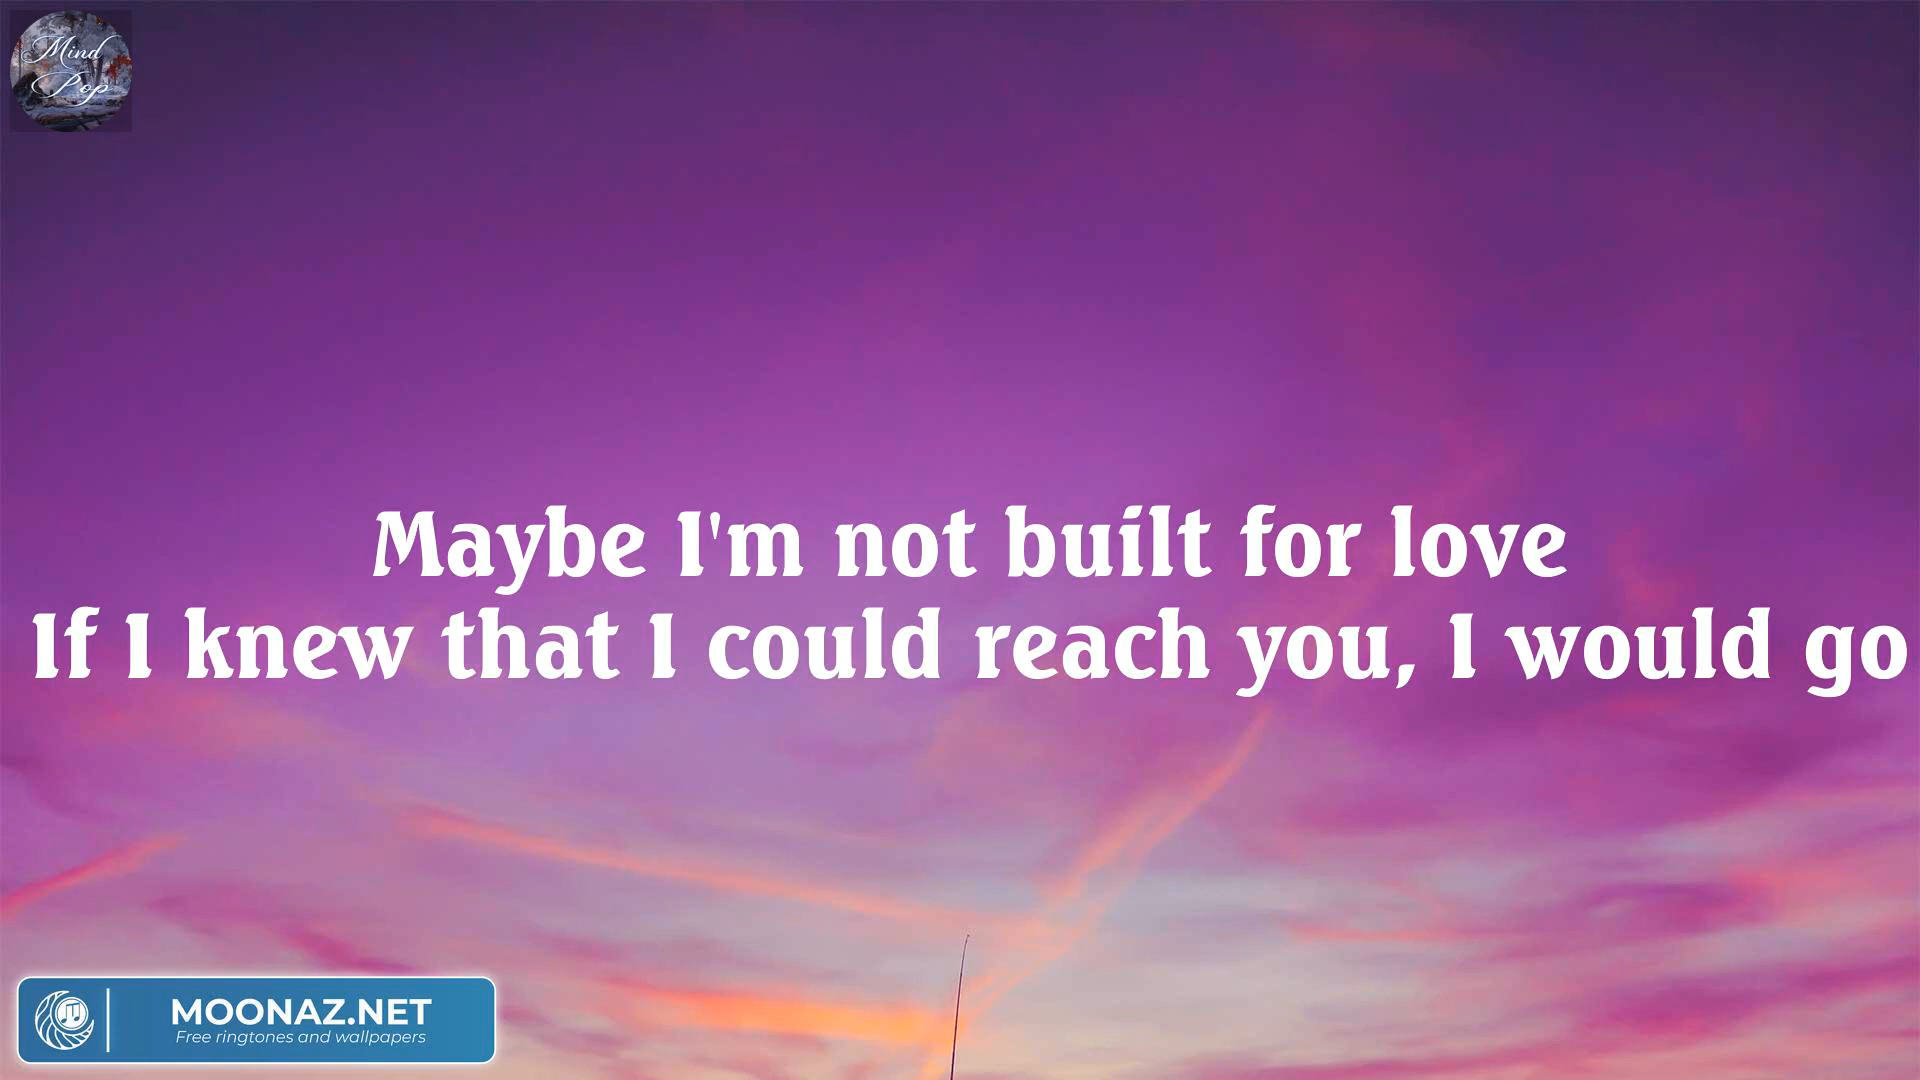 Mind
Pop
Maybe I'm not built for love
If I knew that I could reach you, I would go
MOONAZ.NET
Free ringtones and wallpapers